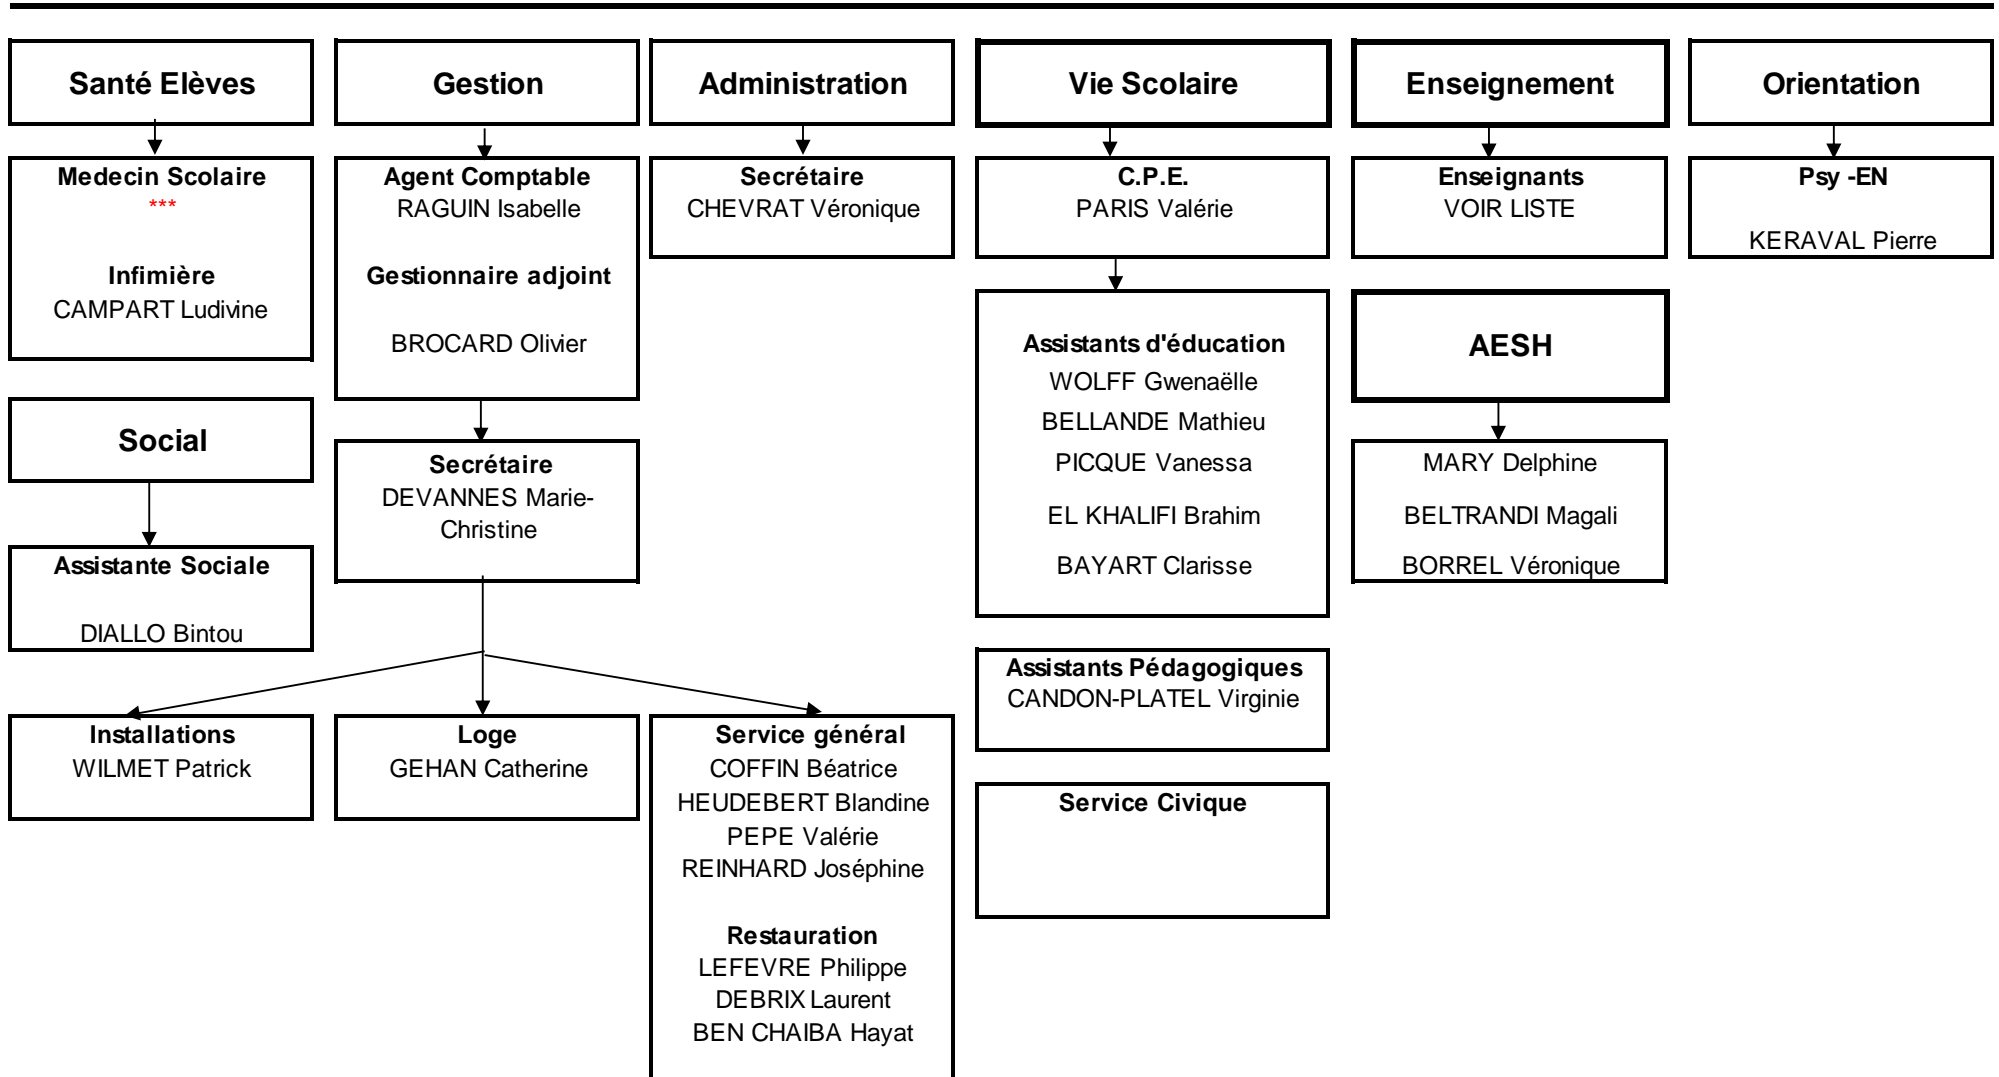 Santé Elèves
Gestion
Administration
Vie Scolaire
Enseignement
Orientation
Medecin Scolaire
***
Infimière
CAMPART Ludivine
Agent Comptable
RAGUIN Isabelle
Gestionnaire adjoint
BROCARD Olivier
Secrétaire
CHEVRAT Véronique
C.P.E.
PARIS Valérie
Enseignants
VOIR LISTE
Psy -EN
KERAVAL Pierre
Assistants d'éducation
WOLFF Gwenaëlle
BELLANDE Mathieu
PICQUE Vanessa
EL KHALIFI Brahim
BAYART Clarisse
AESH
MARY Delphine
BELTRANDI Magali
BORREL Véronique
Social
Assistante Sociale
DIALLO Bintou
Secrétaire
DEVANNES Marie-
Christine
Assistants Pédagogiques
CANDON-PLATEL Virginie
Installations
WILMET Patrick
Loge
GEHAN Catherine
Service général
COFFIN Béatrice
HEUDEBERT Blandine
PEPE Valérie
REINHARD Joséphine
Restauration
LEFEVRE Philippe
DEBRIX Laurent
BEN CHAIBA Hayat
Service Civique